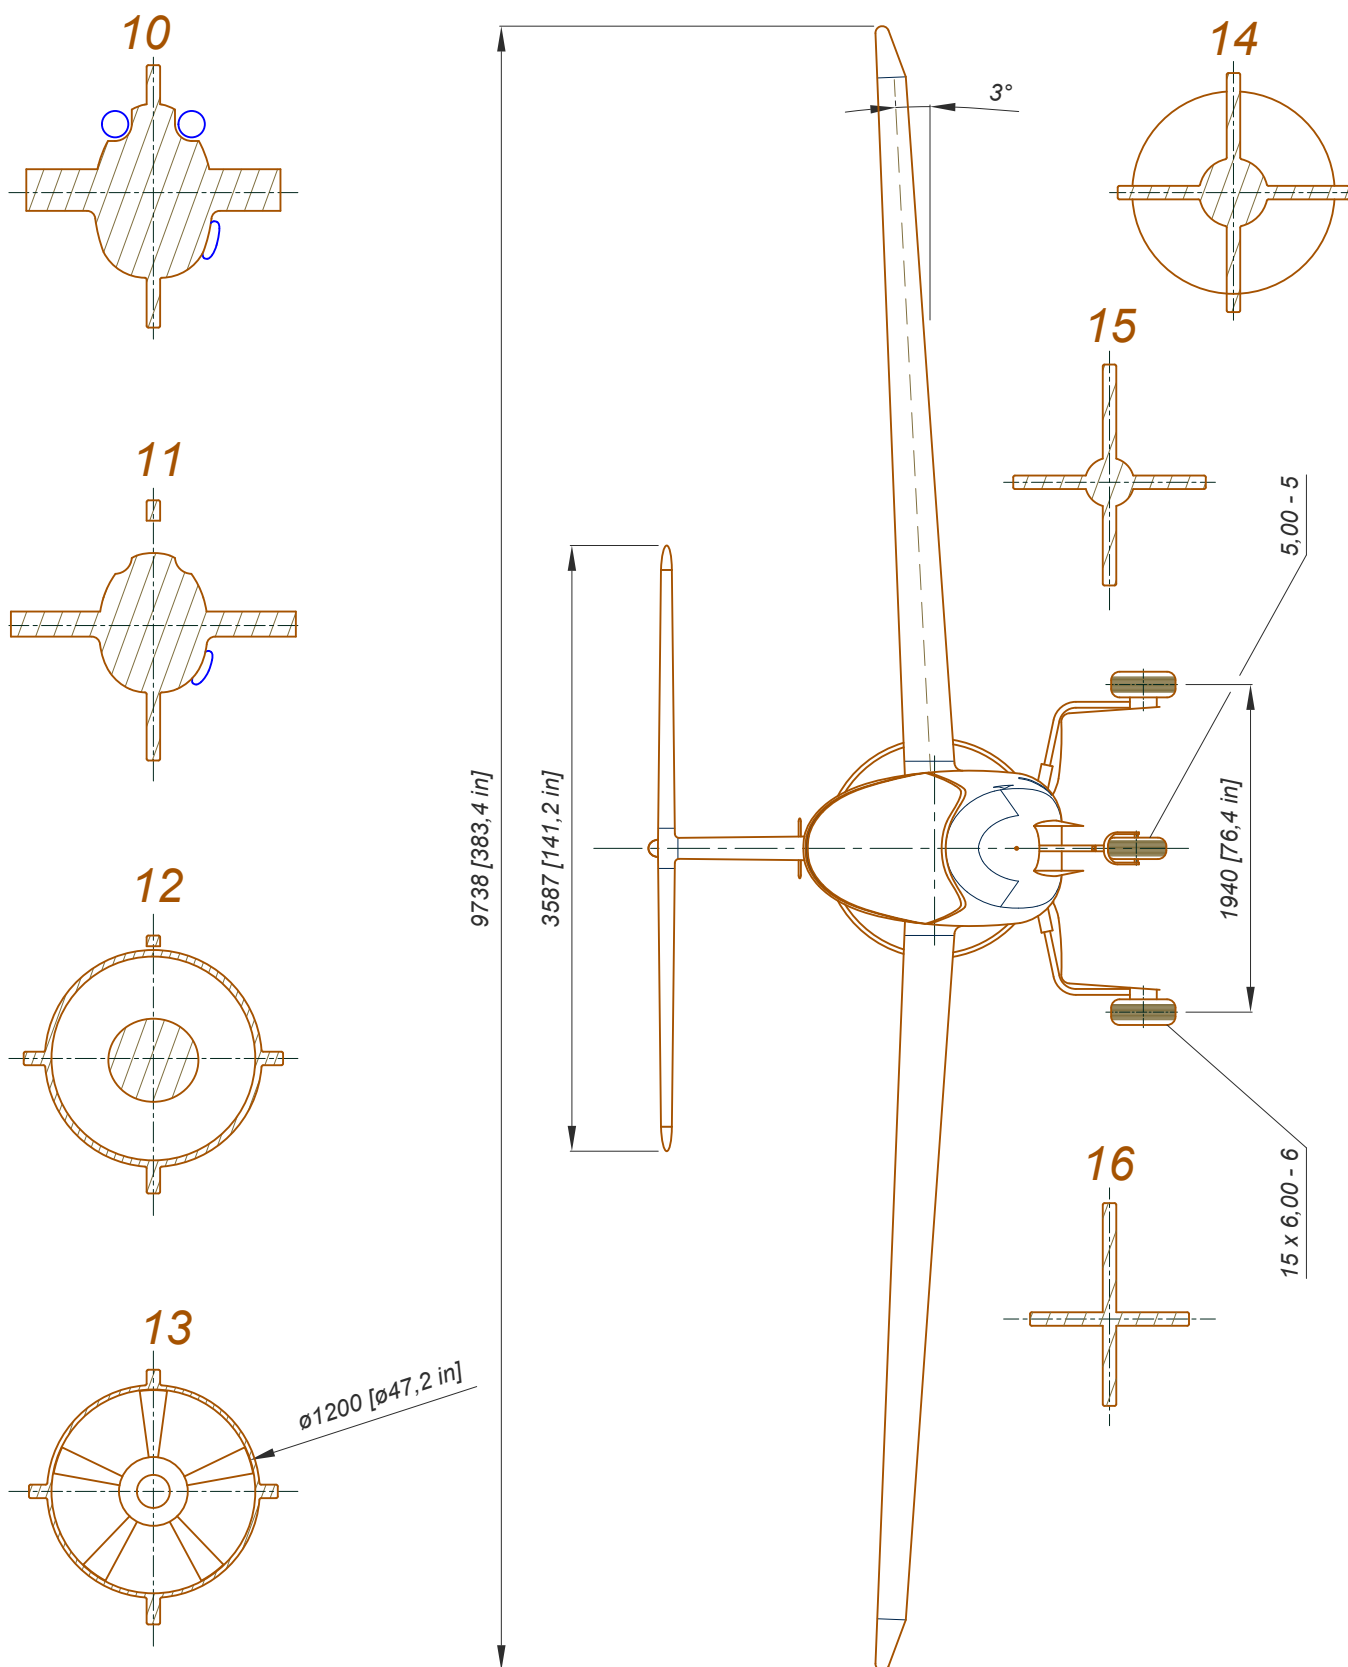 10
14
3°
15
11
5,00 - 5
9738 [383,4 in]
3587 [141,2 in]
1940 [76,4 in]
12
16
15 x 6,00 - 6
13
ø1200 [ø47,2 in]